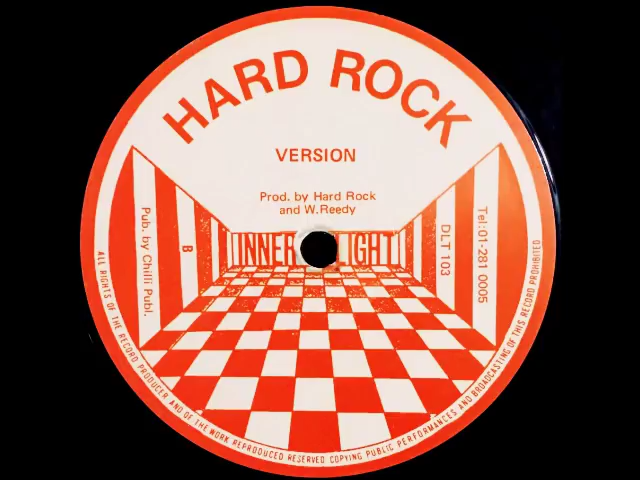 HARD ROCK
VERSION
Prod. by Hard Rock
and W.Reedy
INNER LIGHT
Pub. by Chilli Publ.
B
DLT 103
Tel:01-281 0005
ALL RIGHTS OF THE RECORD PRODUCER AND OF THE WORK REPRODUCED RESERVED COPYING PUBLIC PERFORMANCES AND BROADCASTING OF THIS RECORD PROHIBITED